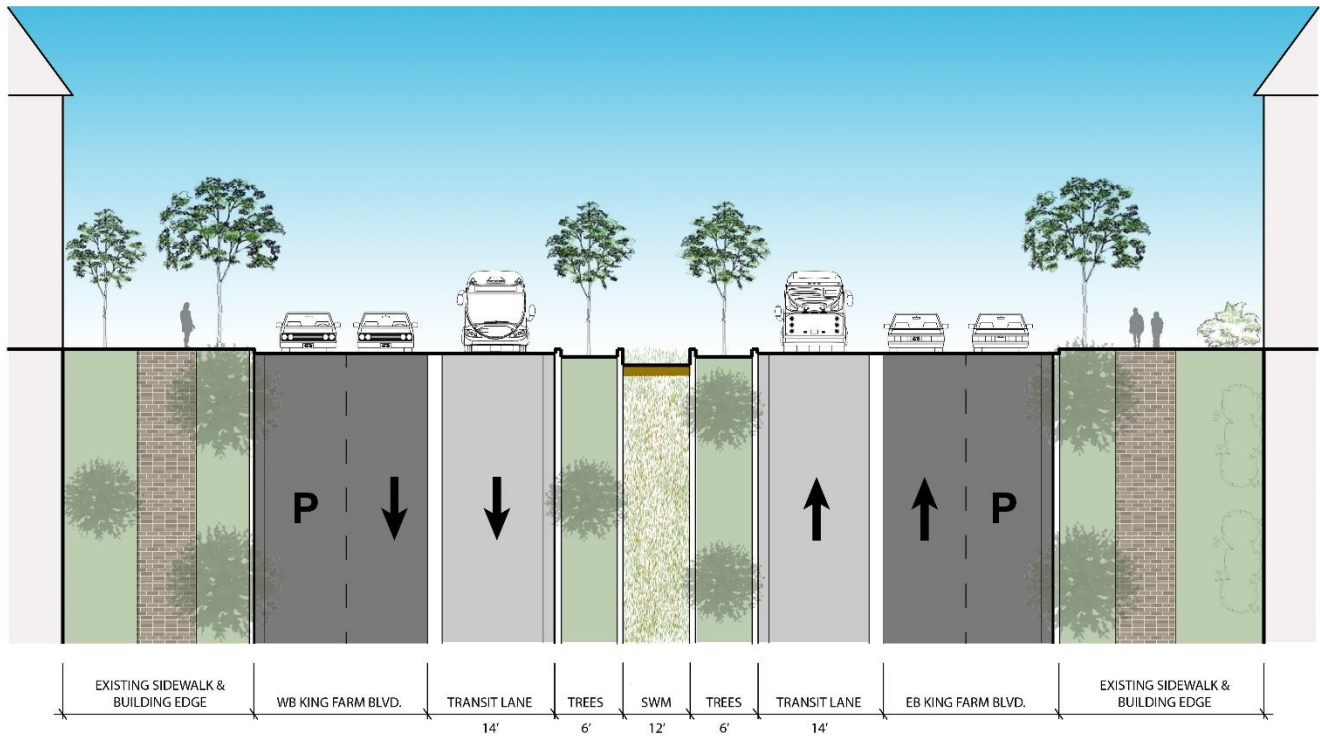 P
P
EXISTING SIDEWALK &
BUILDING EDGE
WB KING FARM BLVD.
TRANSIT LANE
TREES
SWM
TREES
TRANSIT LANE
EB KING FARM BLVD.
EXISTING SIDEWALK &
BUILDING EDGE
14'
6'
12'
6'
14'